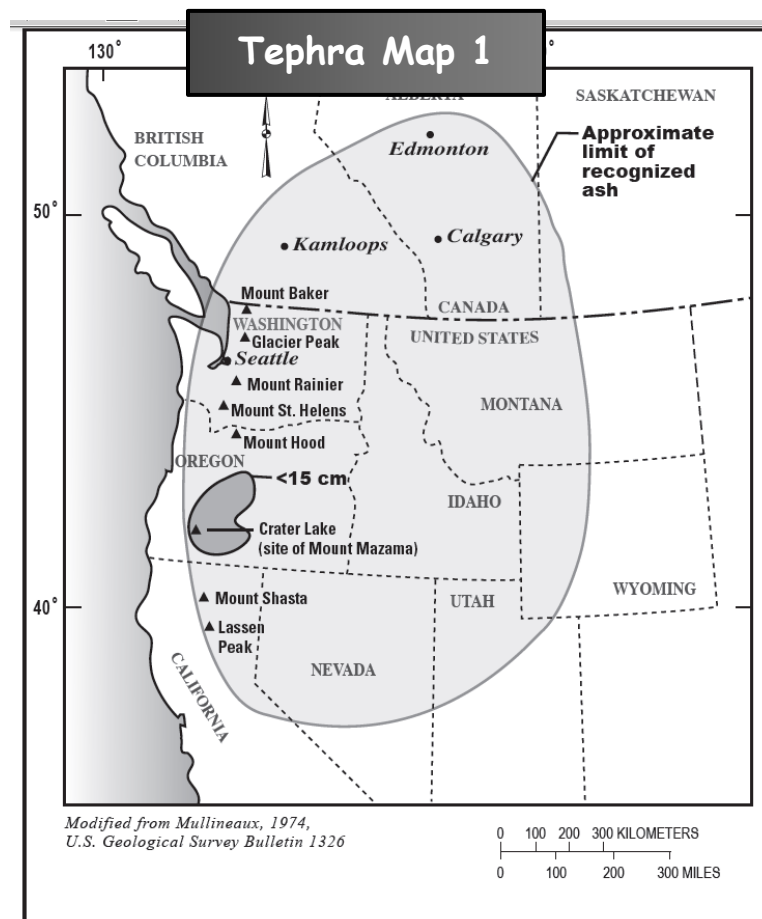 Tephra Map 1
130°
°
ALBERTA
SASKATCHEWAN
BRITISH
COLUMBIA
Edmonton
Approximate
limit of
recognized
ash
50°
Kamloops
Calgary
Mount Baker
CANADA
WASHINGTON
UNITED STATES
Glacier Peak
Seattle
Mount Rainier
MONTANA
Mount St. Helens
Mount Hood
OREGON
<15 cm
IDAHO
Crater Lake
(site of Mount Mazama)
WYOMING
Mount Shasta
UTAH
40°
Lassen
Peak
NEVADA
CALIFORNIA
Modified from Mullineaux, 1974,
U.S. Geological Survey Bulletin 1326
0 100 200 300 KILOMETERS
0 100 200 300 MILES